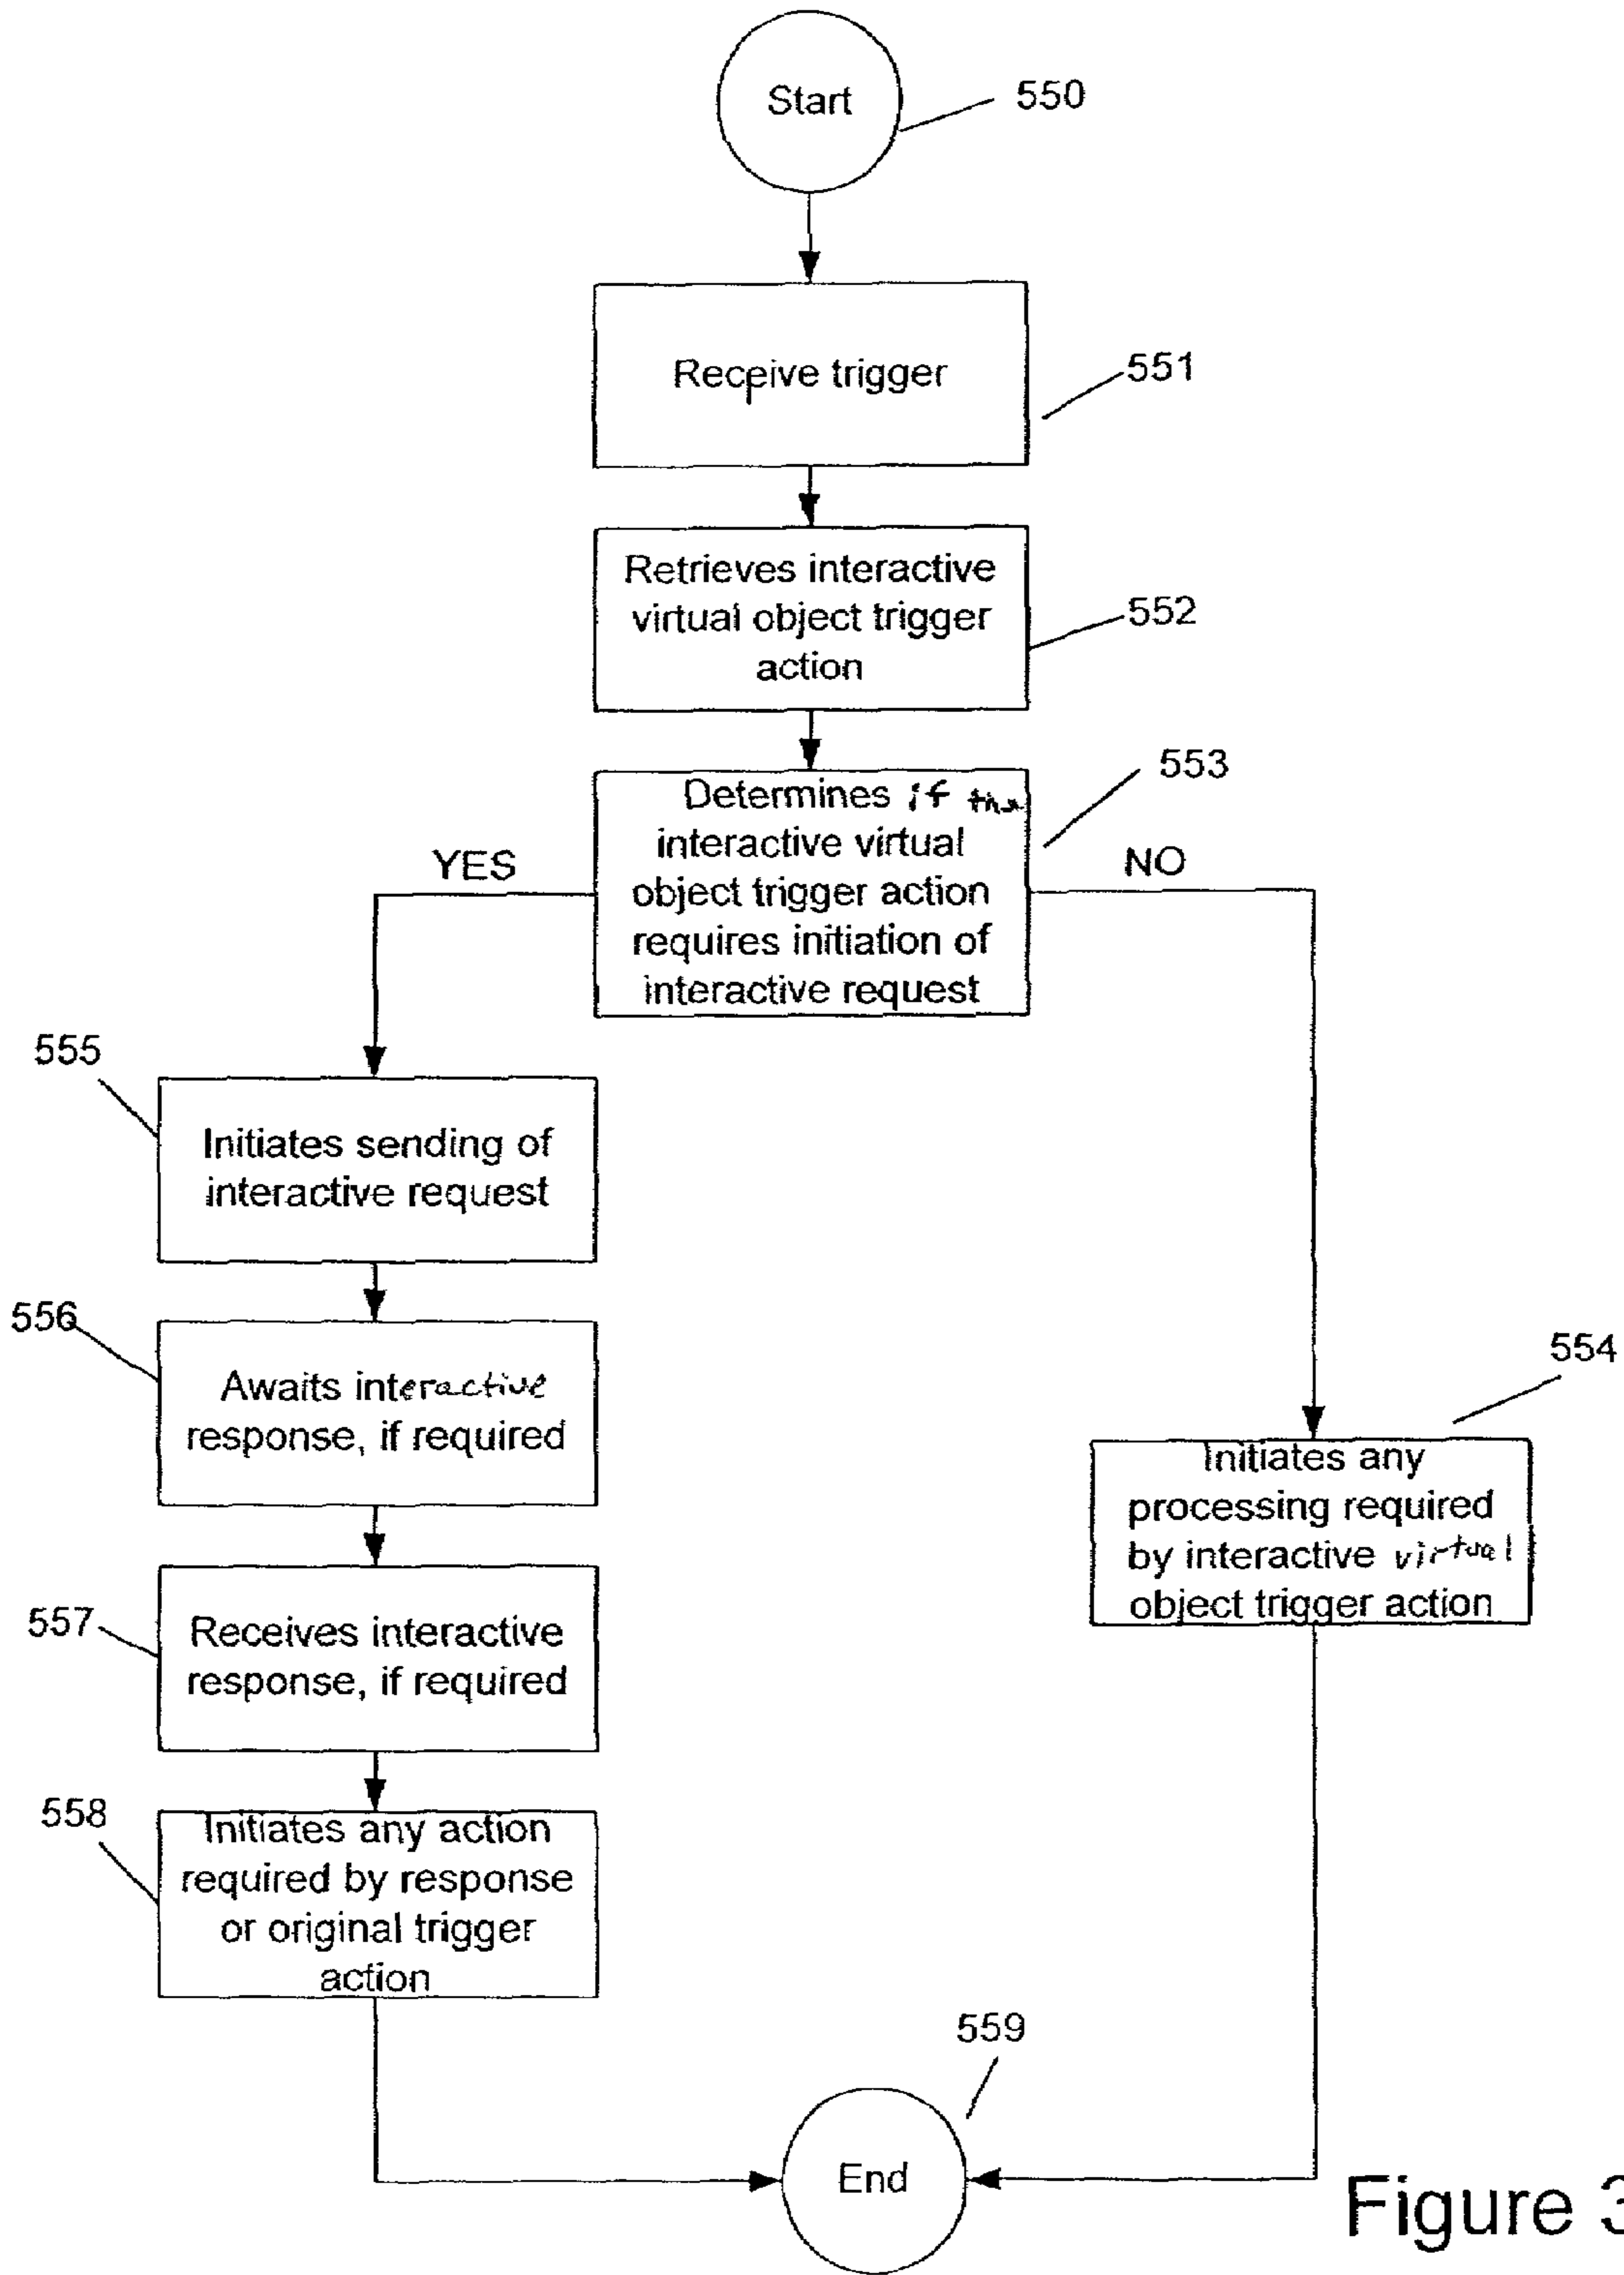 Start
550
Receive trigger
551
Retrieves interactive
virtual object trigger
action
552
Determines if the
interactive virtual
object trigger action
requires initiation of
interactive request
553
YES
NO
555
Initiates sending of
interactive request
556
Awaits interactive
response, if required
554
Initiates any
processing required
by interactive virtual
object trigger action
557
Receives interactive
response, if required
558
Initiates any action
required by response
or original trigger
action
559
End
Figure 3